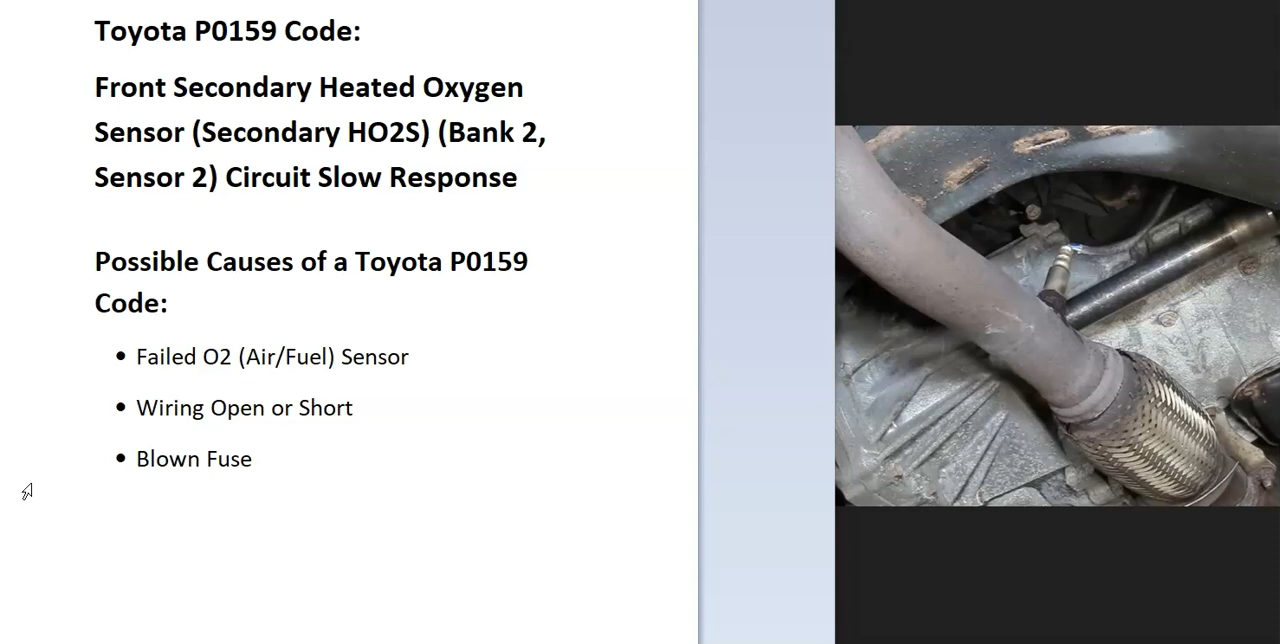 Toyota P0159 Code:
Front Secondary Heated Oxygen
Sensor (Secondary HO2S) (Bank 2,
Sensor 2) Circuit Slow Response
Possible Causes of a Toyota P0159
Code:
• Failed O2 (Air/Fuel) Sensor
• Wiring Open or Short
• Blown Fuse